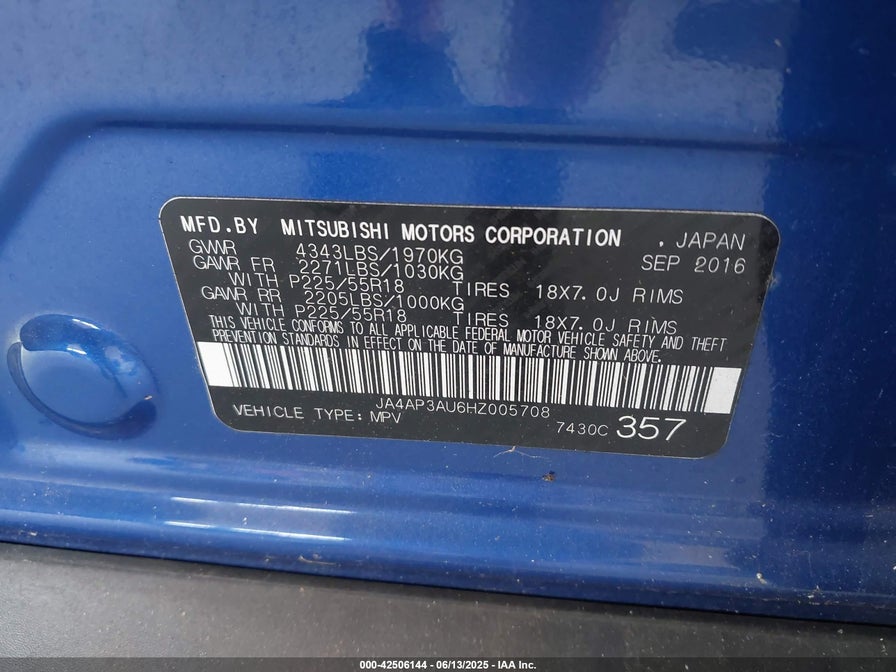 MFD.BY MITSUBISHI MOTORS CORPORATION , JAPAN
GVWR 4343LBS/1970KG SEP 2016
GAWR FR 2271LBS/1030KG
WITH P225/55R18 TIRES 18X7.0J RIMS
GAWR RR 2205LBS/1000KG
WITH P225/55R18 TIRES 18X7.0J RIMS
THIS VEHICLE CONFORMS TO ALL APPLICABLE FEDERAL MOTOR VEHICLE SAFETY AND THEFT
PREVENTION STANDARDS IN EFFECT ON THE DATE OF MANUFACTURE SHOWN ABOVE.
JA4AP3AU6HZ005708
VEHICLE TYPE: MPV 7430C 357
000-42506144 - 06/13/2025 - IAA Inc.